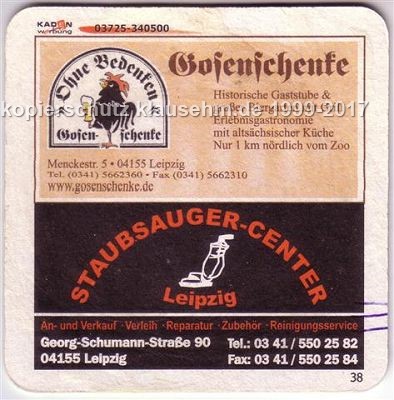 KADEN
werbung
03725-340500
Ohne Bedenken
Gosen-schenke
Gosenschenke
Historische Gaststube &
Erlebnisgastronomie
mit altsächsischer Küche
Nur 1 km nördlich vom Zoo
kopierschutz klausehm.de 1999-2017
Menckestr. 5 • 04155 Leipzig
Tel. (0341) 5662360 • Fax (0341) 5662310
www.gosenschenke.de
STAUBSAUGER-CENTER
Leipzig
An- und Verkauf · Verleih · Reparatur · Zubehör · Reinigungsservice
Georg-Schumann-Straße 90 Tel.: 03 41 / 550 25 82
04155 Leipzig Fax: 03 41 / 550 25 84
38